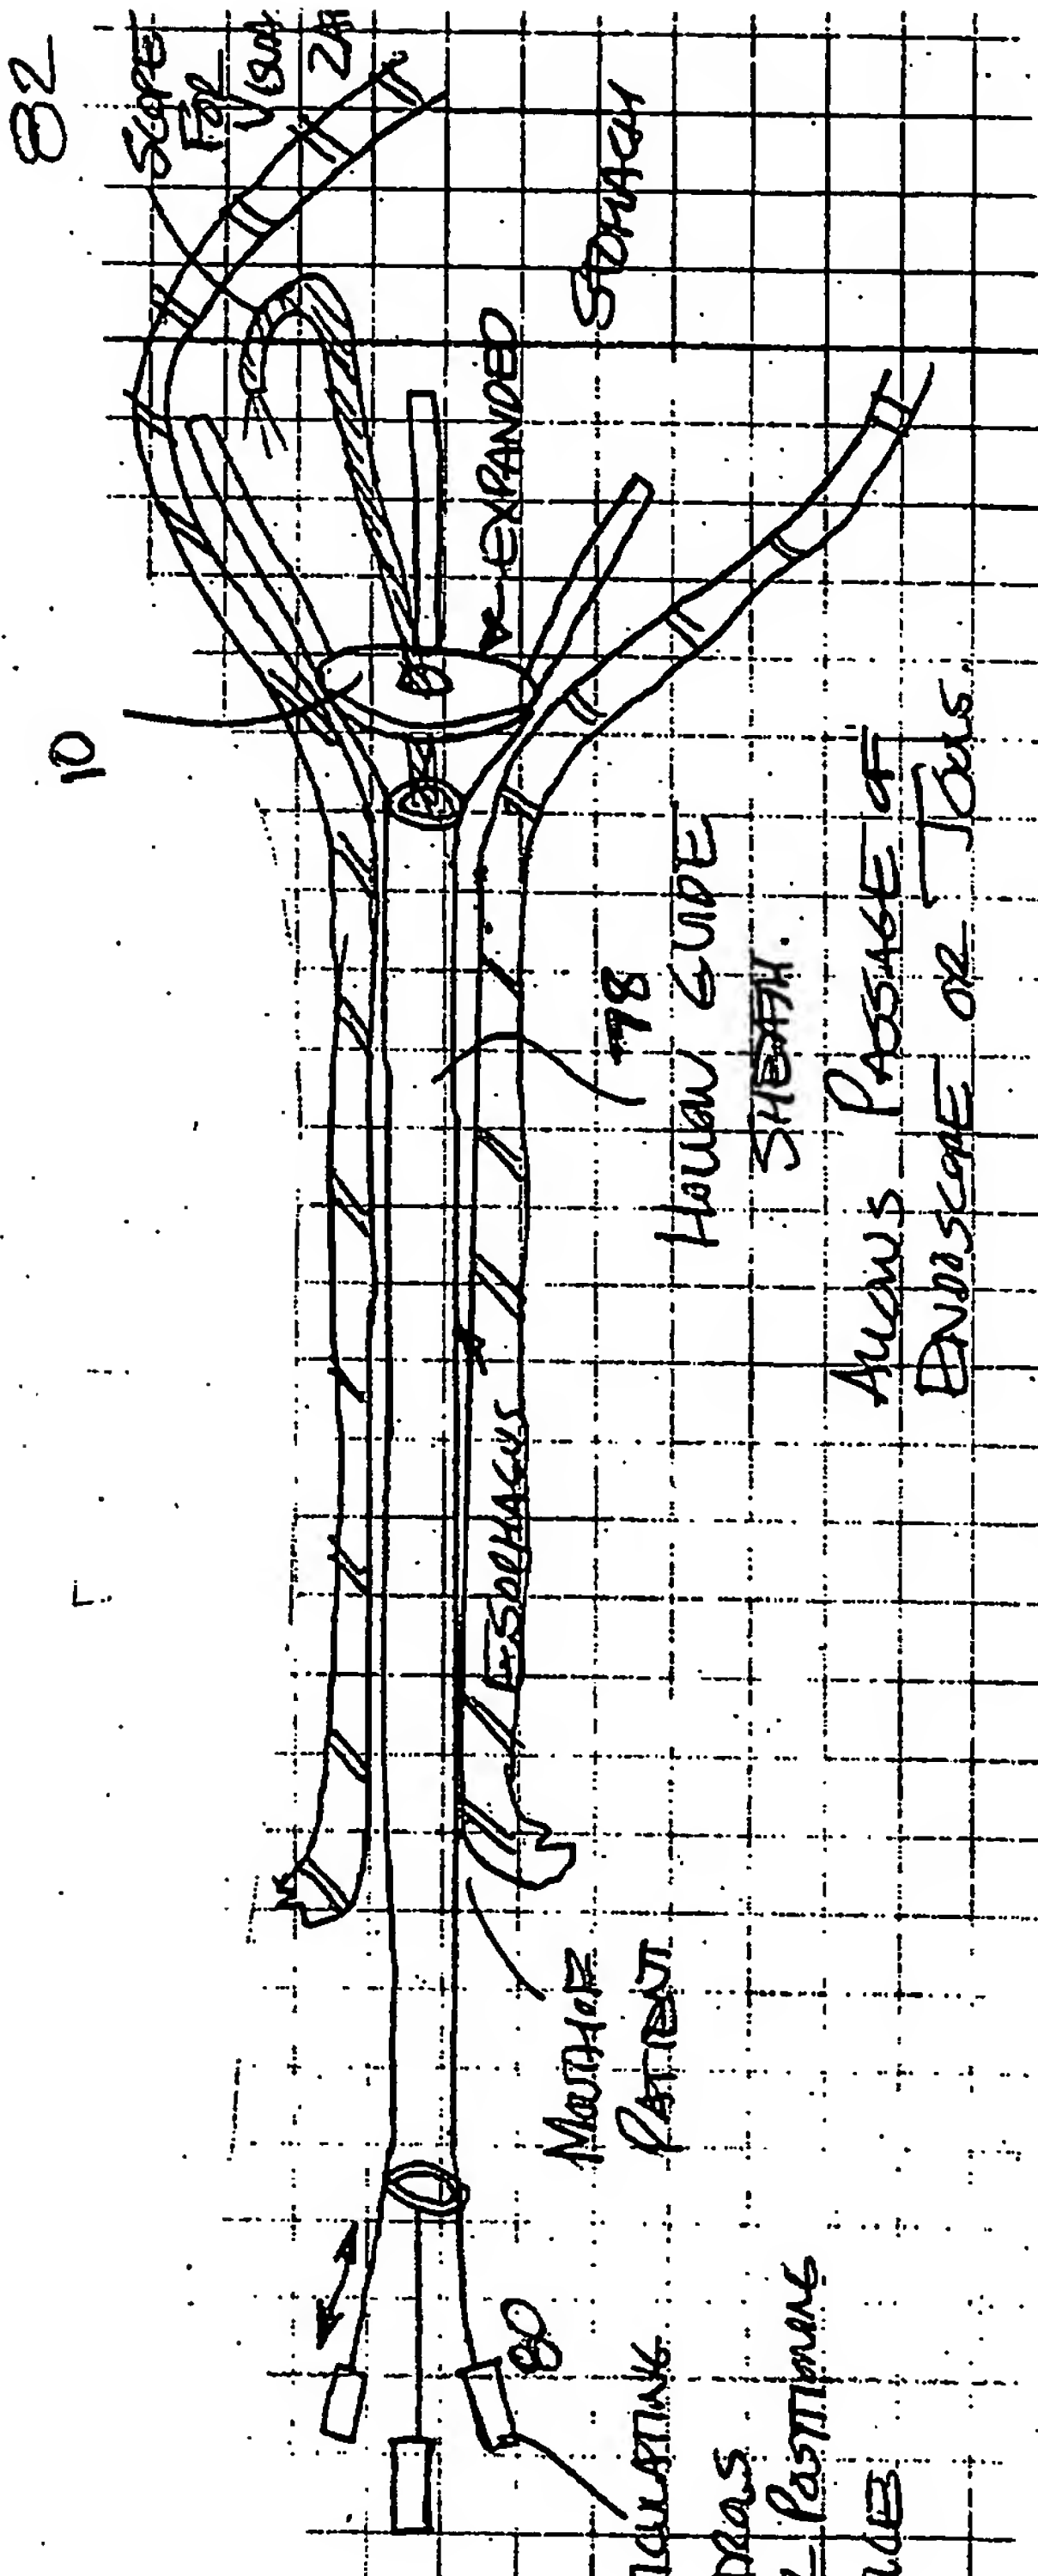 82
SCOPE
FOR
10
EXPANDED
STOMACH
78
HOLLOW GUIDE
SHEATH.
ALLOWS PASSAGE OF
ENDOSCOPE OR TOOLS.
ESOPHAGUS
MOUTH OF
PATIENT
80
POSITIONING